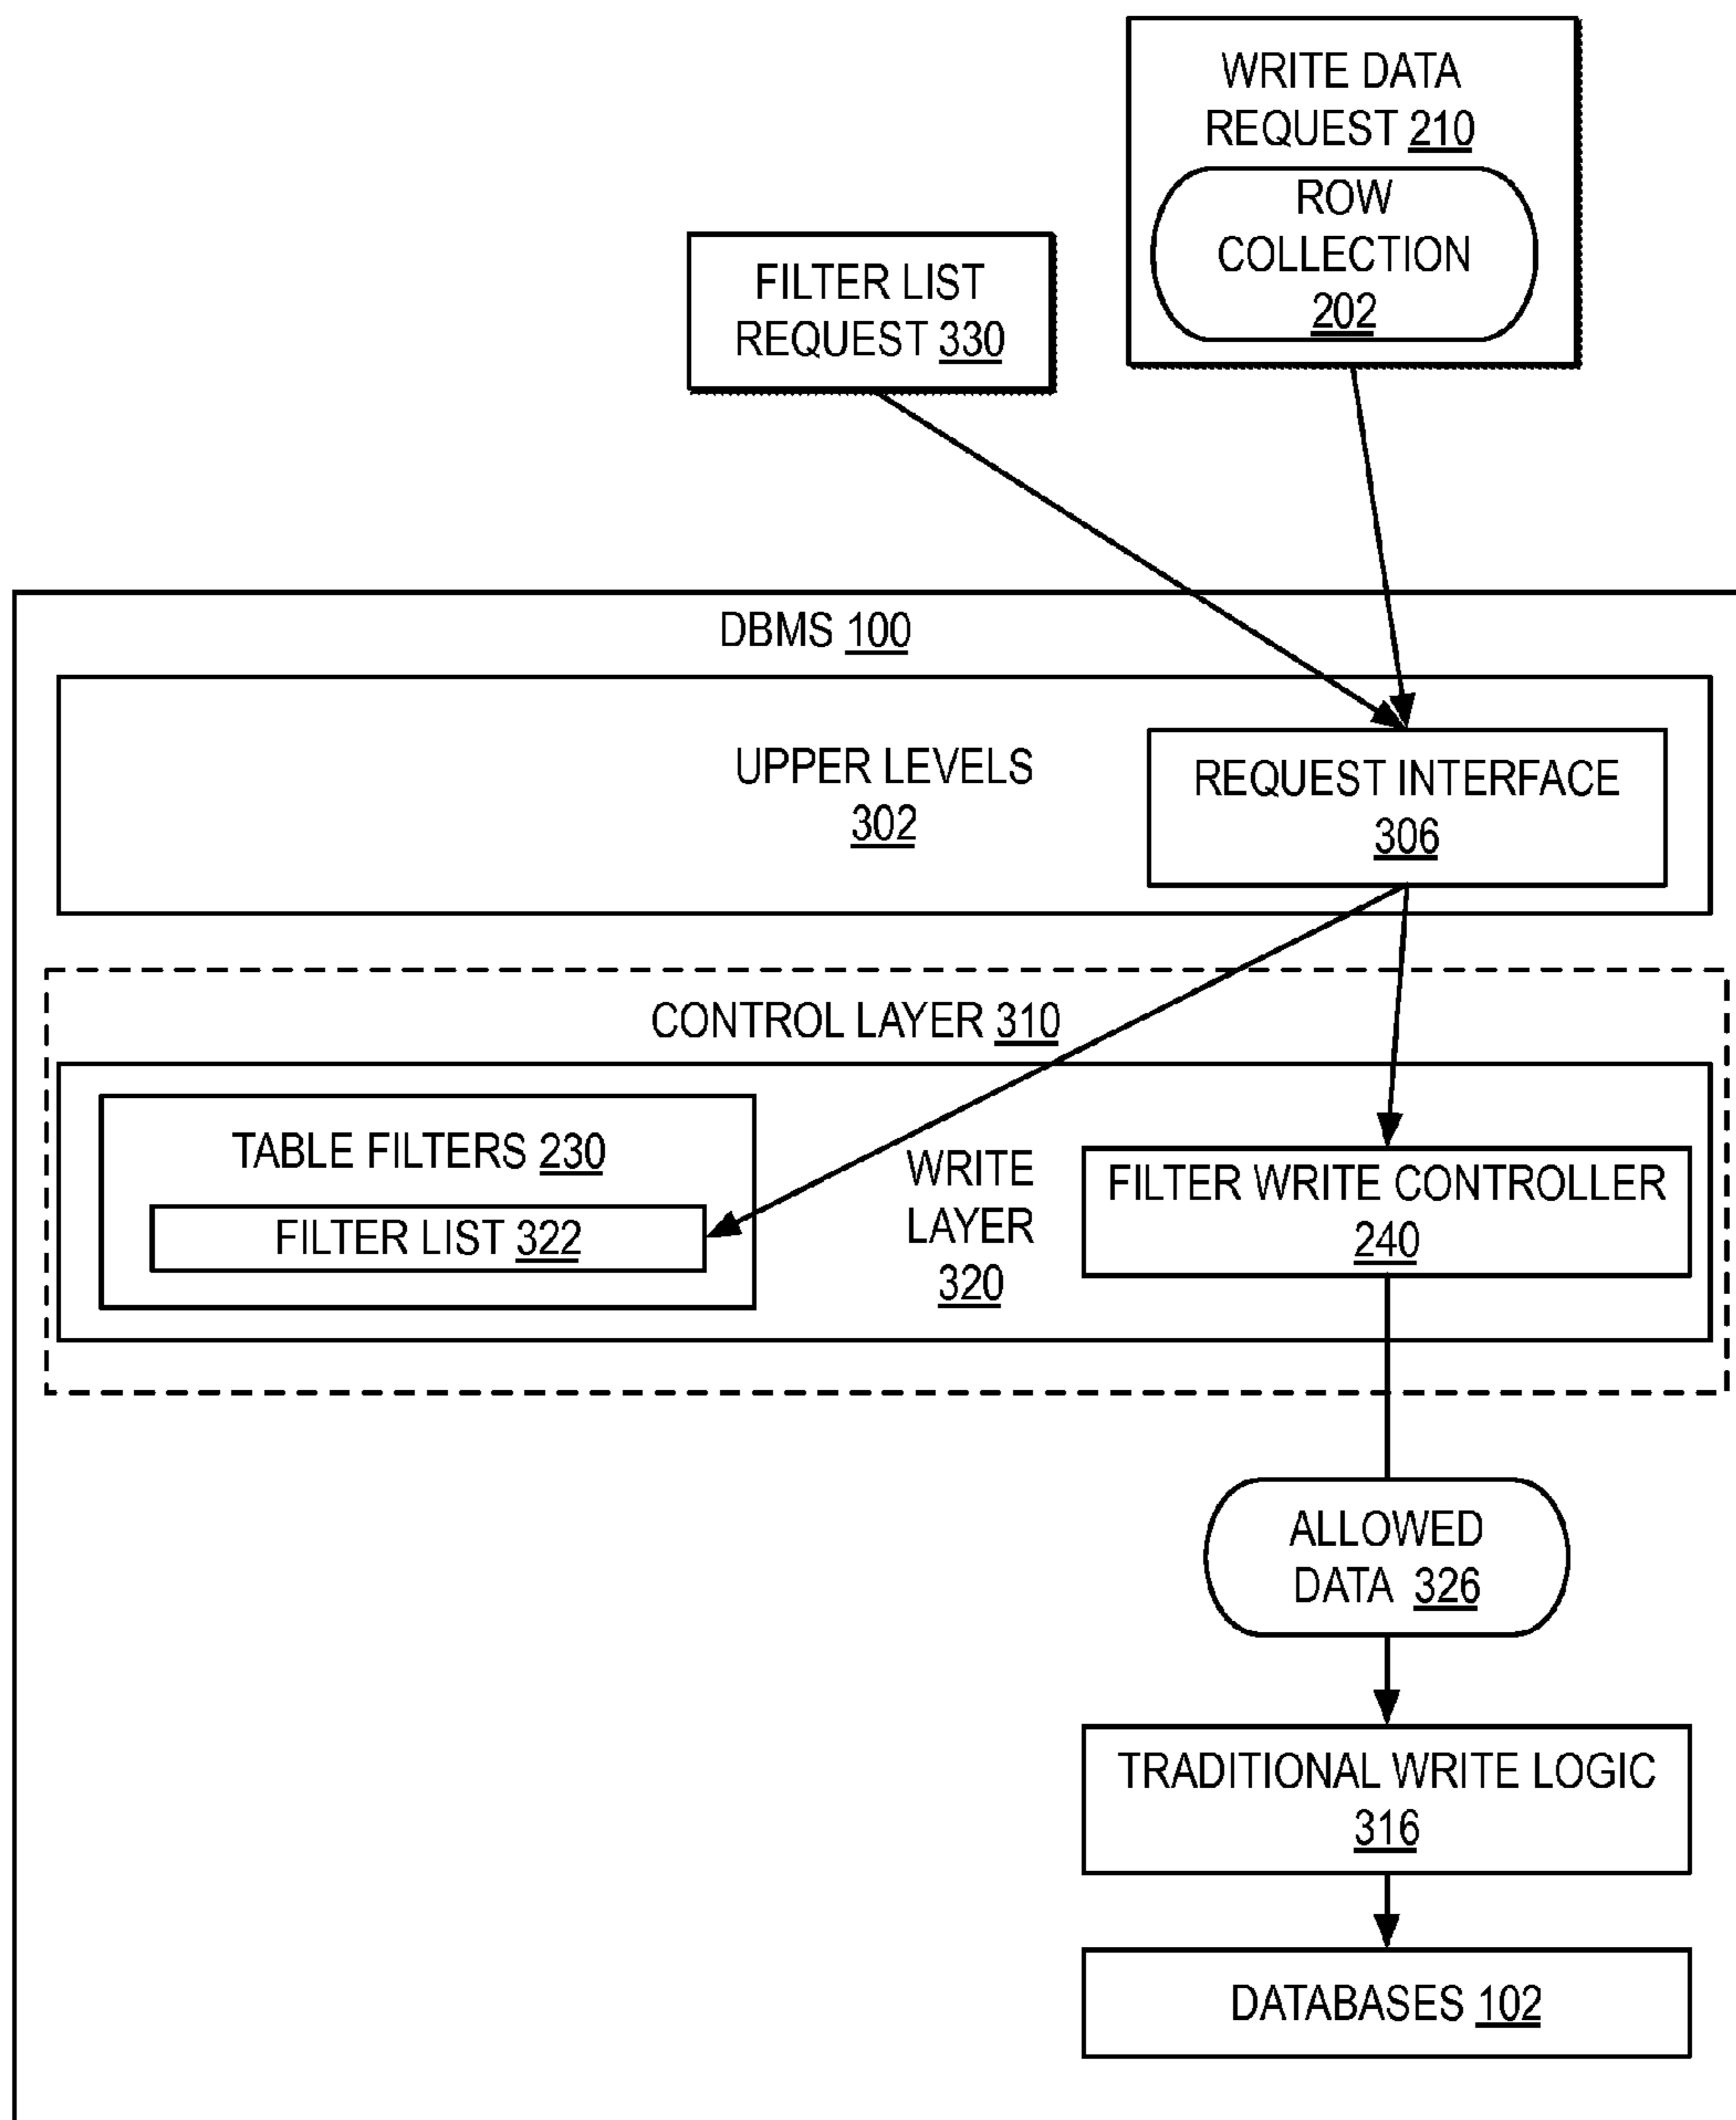 WRITE DATA
REQUEST 210
ROW
COLLECTION
202
FILTER LIST
REQUEST 330
DBMS 100
UPPER LEVELS
302
REQUEST INTERFACE
306
CONTROL LAYER 310
TABLE FILTERS 230
FILTER LIST 322
WRITE
LAYER
320
FILTER WRITE CONTROLLER
240
ALLOWED
DATA 326
TRADITIONAL WRITE LOGIC
316
DATABASES 102